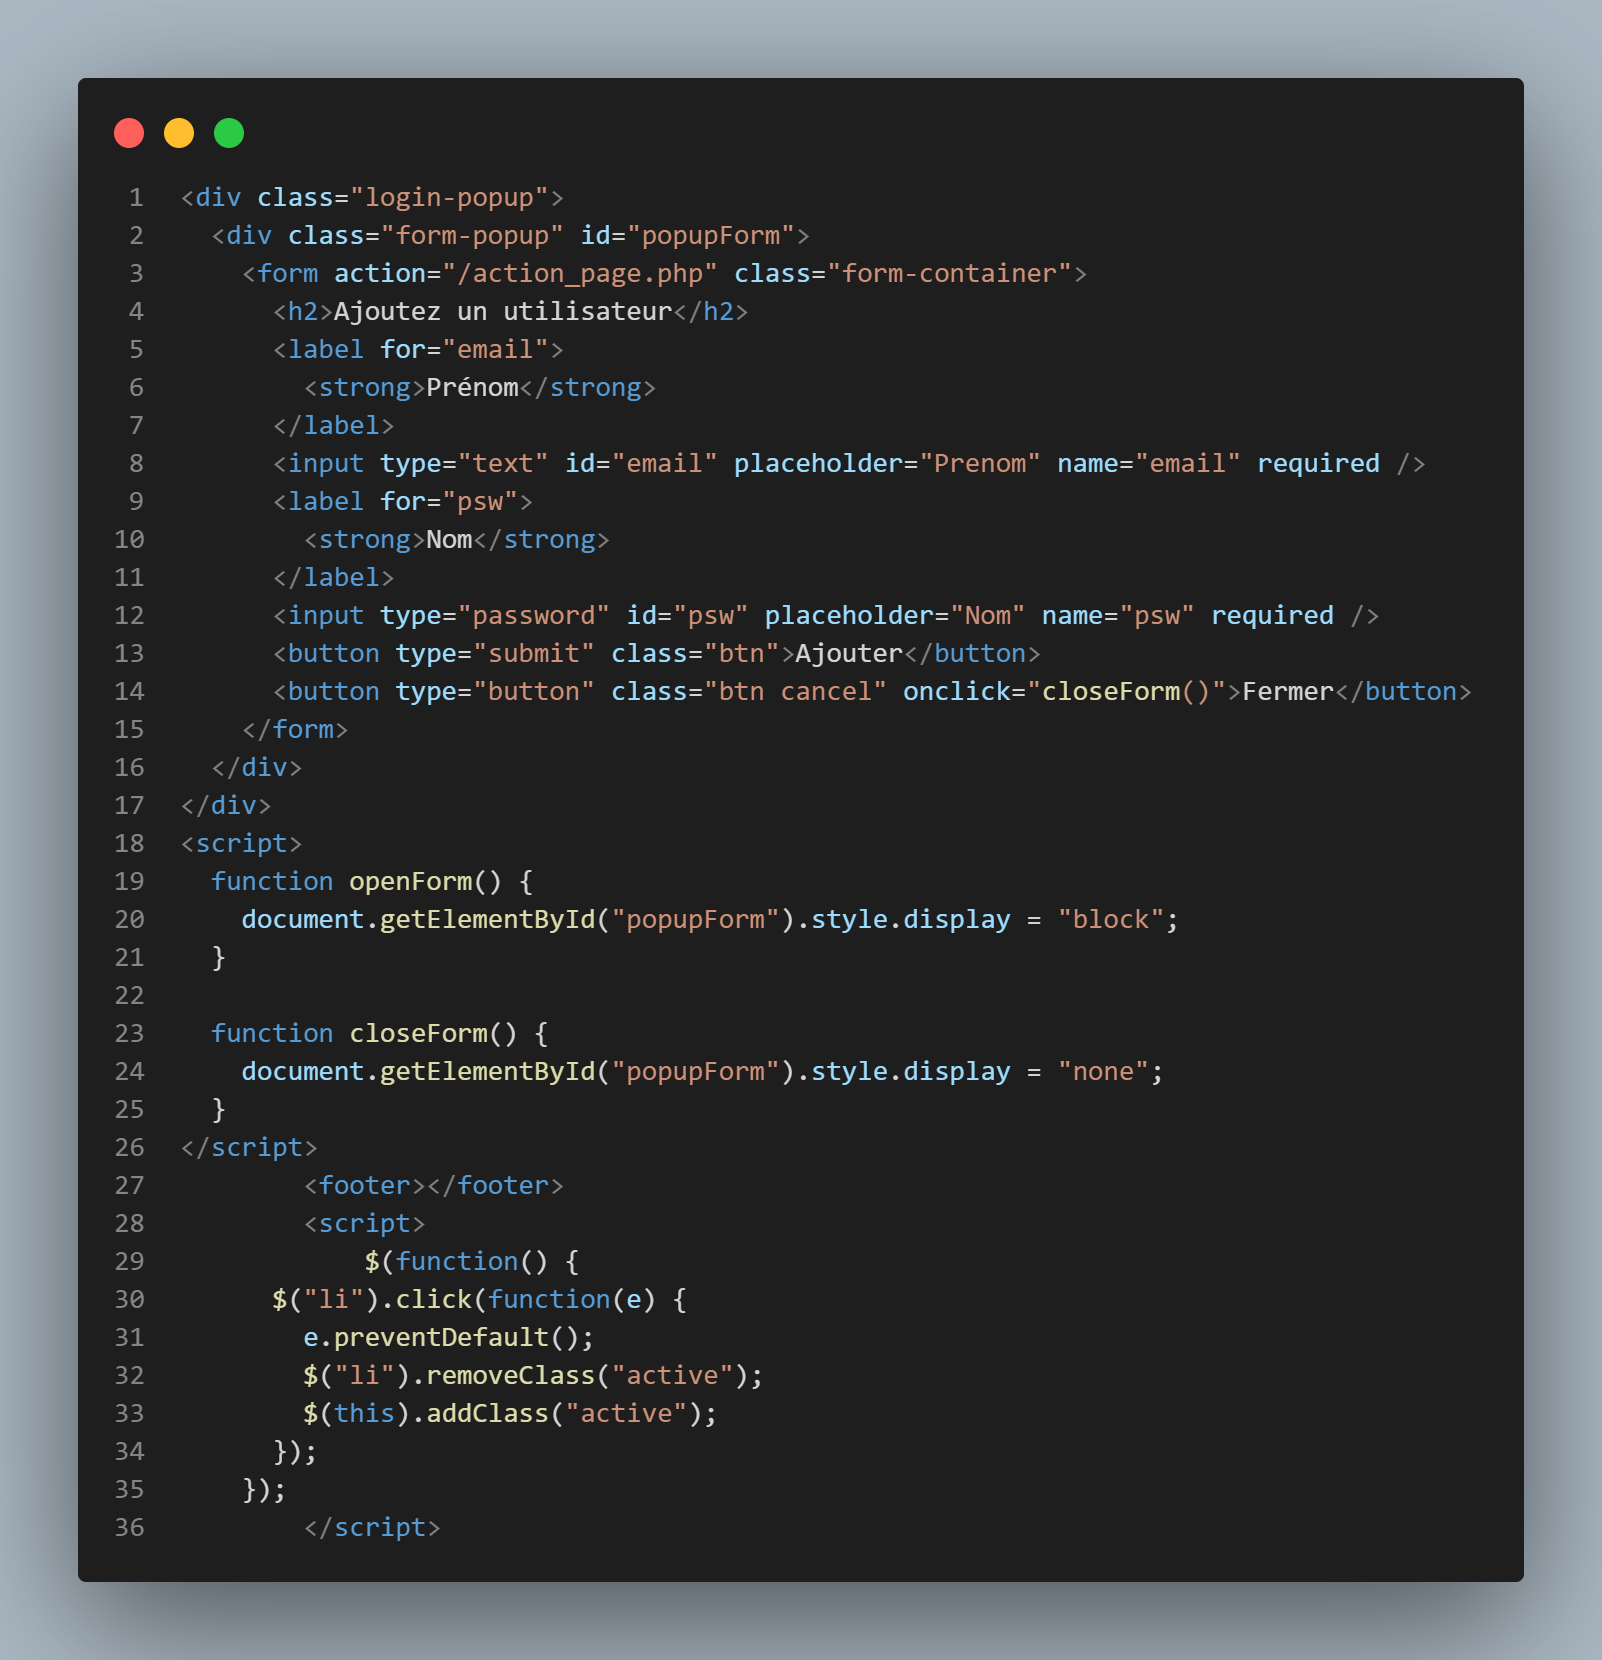 1 <div class="login-popup">
2   <div class="form-popup" id="popupForm">
3     <form action="/action_page.php" class="form-container">
4       <h2>Ajoutez un utilisateur</h2>
5       <label for="email">
6         <strong>Prénom</strong>
7       </label>
8       <input type="text" id="email" placeholder="Prenom" name="email" required />
9       <label for="psw">
10         <strong>Nom</strong>
11       </label>
12       <input type="password" id="psw" placeholder="Nom" name="psw" required />
13       <button type="submit" class="btn">Ajouter</button>
14       <button type="button" class="btn cancel" onclick="closeForm()">Fermer</button>
15     </form>
16   </div>
17 </div>
18 <script>
19   function openForm() {
20     document.getElementById("popupForm").style.display = "block";
21   }
22
23   function closeForm() {
24     document.getElementById("popupForm").style.display = "none";
25   }
26 </script>
27         <footer></footer>
28         <script>
29             $(function() {
30       $("li").click(function(e) {
31         e.preventDefault();
32         $("li").removeClass("active");
33         $(this).addClass("active");
34       });
35     });
36         </script>